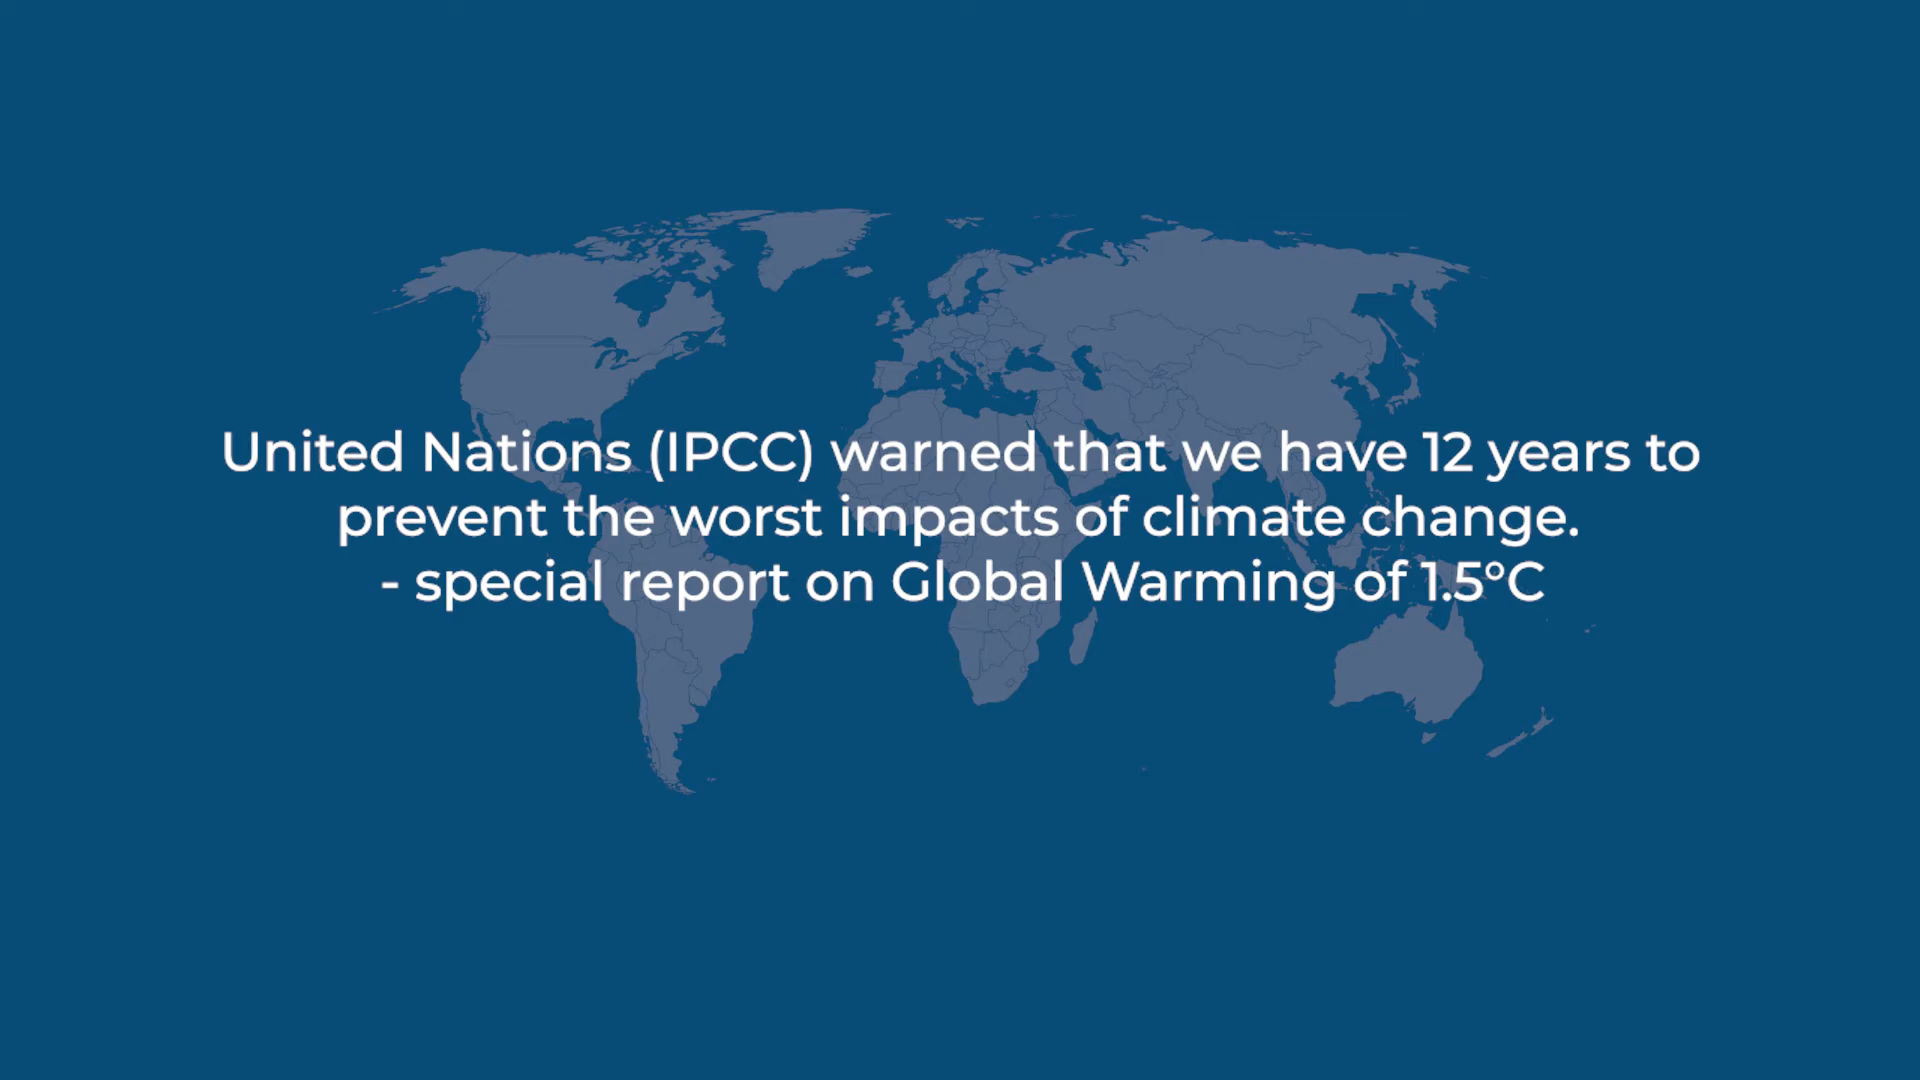 United Nations (IPCC) warned that we have 12 years to
prevent the worst impacts of climate change.
- special report on Global Warming of 1.5°C